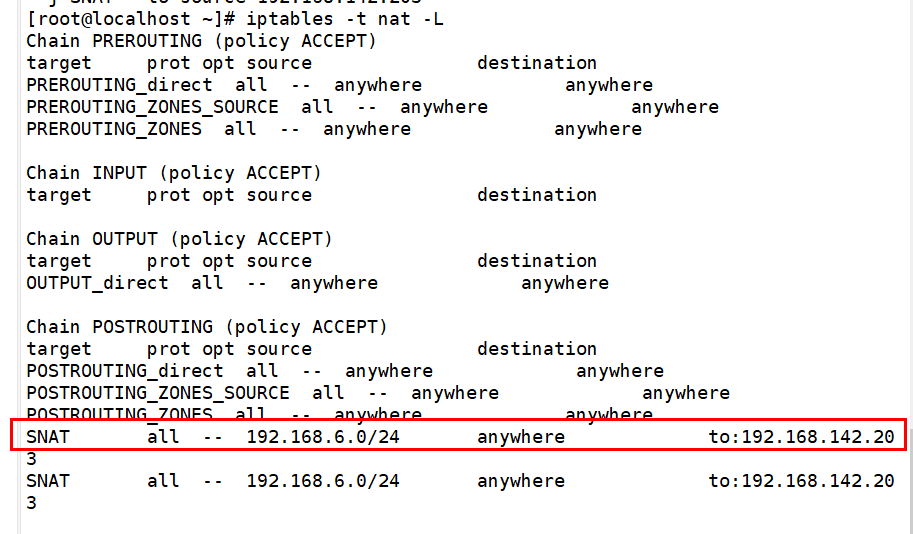 [root@localhost ~]# iptables -t nat -L
Chain PREROUTING (policy ACCEPT)
target     prot opt source               destination
PREROUTING_direct  all  --  anywhere             anywhere
PREROUTING_ZONES_SOURCE  all  --  anywhere             anywhere
PREROUTING_ZONES  all  --  anywhere             anywhere

Chain INPUT (policy ACCEPT)
target     prot opt source               destination

Chain OUTPUT (policy ACCEPT)
target     prot opt source               destination
OUTPUT_direct  all  --  anywhere             anywhere

Chain POSTROUTING (policy ACCEPT)
target     prot opt source               destination
POSTROUTING_direct  all  --  anywhere             anywhere
POSTROUTING_ZONES_SOURCE  all  --  anywhere             anywhere
POSTROUTING_ZONES  all  --  anywhere             anywhere
SNAT       all  --  192.168.6.0/24       anywhere             to:192.168.142.20
3
SNAT       all  --  192.168.6.0/24       anywhere             to:192.168.142.20
3